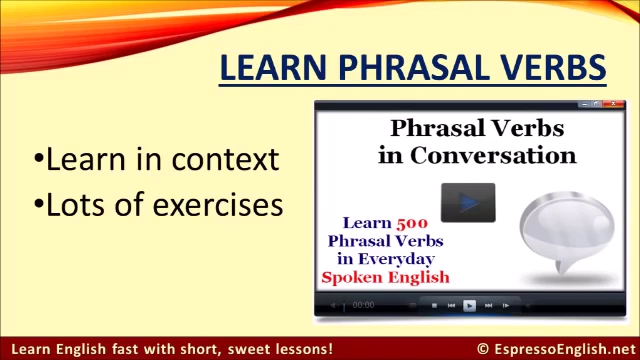 LEARN PHRASAL VERBS
•Learn in context
•Lots of exercises
Phrasal Verbs
in Conversation
Learn 500
Phrasal Verbs
in Everyday
Spoken English
00:00
Learn English fast with short, sweet lessons!
© EspressoEnglish.net